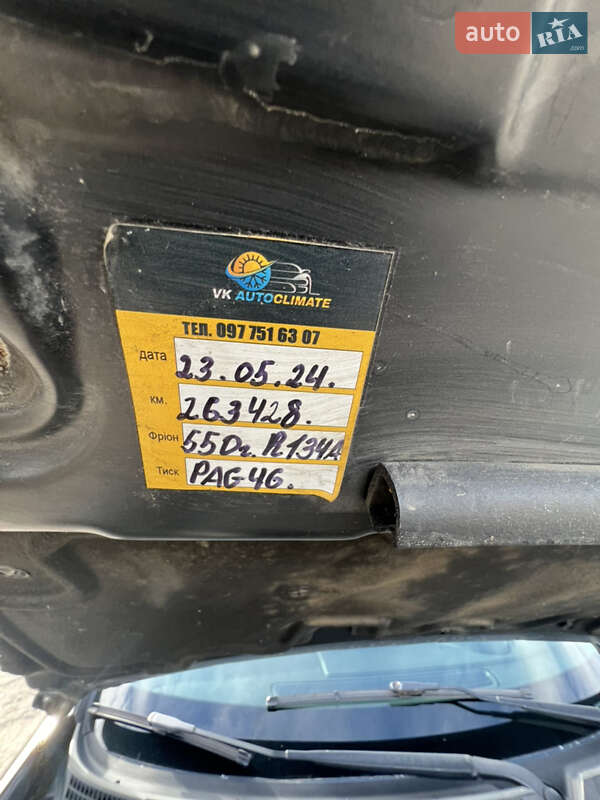 auto RIA .com
VK AUTOCLIMATE
ТЕЛ. 097 751 63 07
дата 23.05.24.
км. 263428.
Фріон 550г. R134A
Тиск PAG46.